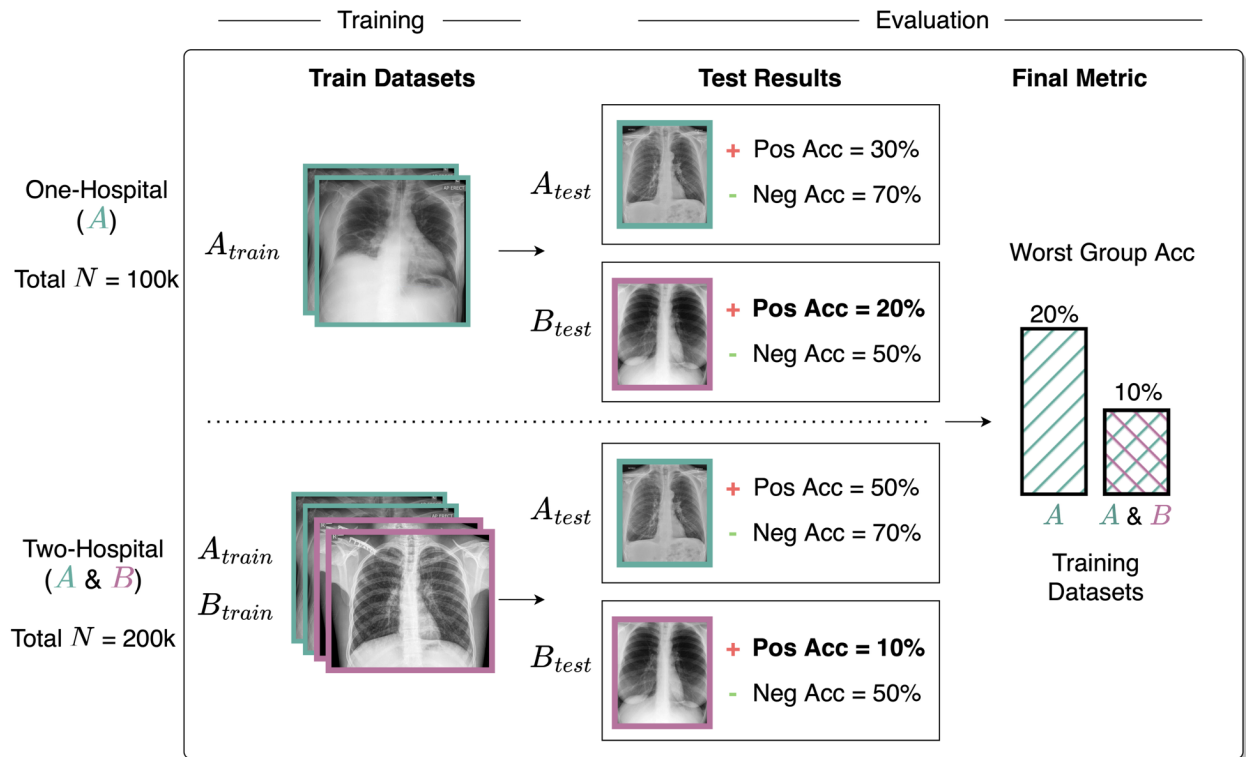 Training
Evaluation
Train Datasets
Test Results
Final Metric
One-Hospital
(A)
Total N = 100k
A_train
AP ERECT
A_test
+ Pos Acc = 30%
- Neg Acc = 70%
B_test
+ Pos Acc = 20%
- Neg Acc = 50%
Two-Hospital
(A & B)
Total N = 200k
A_train
B_train
A_test
+ Pos Acc = 50%
- Neg Acc = 70%
B_test
+ Pos Acc = 10%
- Neg Acc = 50%
Worst Group Acc
20%
10%
A
A & B
Training
Datasets